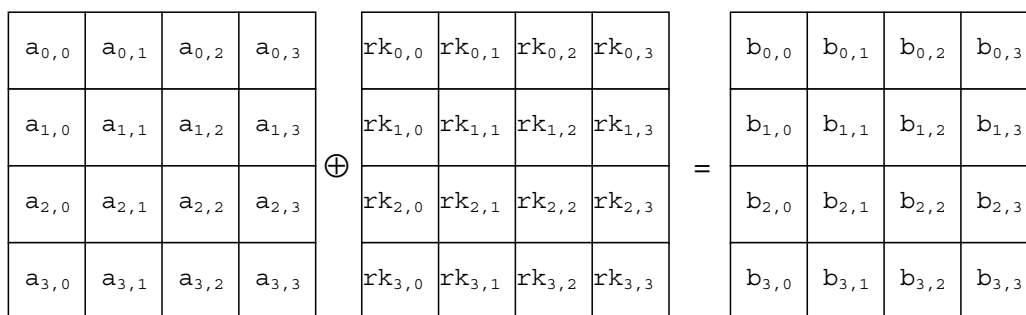 a0,0 a0,1 a0,2 a0,3 rk0,0 rk0,1 rk0,2 rk0,3 b0,0 b0,1 b0,2 b0,3
a1,0 a1,1 a1,2 a1,3 rk1,0 rk1,1 rk1,2 rk1,3 b1,0 b1,1 b1,2 b1,3
⊕ =
a2,0 a2,1 a2,2 a2,3 rk2,0 rk2,1 rk2,2 rk2,3 b2,0 b2,1 b2,2 b2,3
a3,0 a3,1 a3,2 a3,3 rk3,0 rk3,1 rk3,2 rk3,3 b3,0 b3,1 b3,2 b3,3